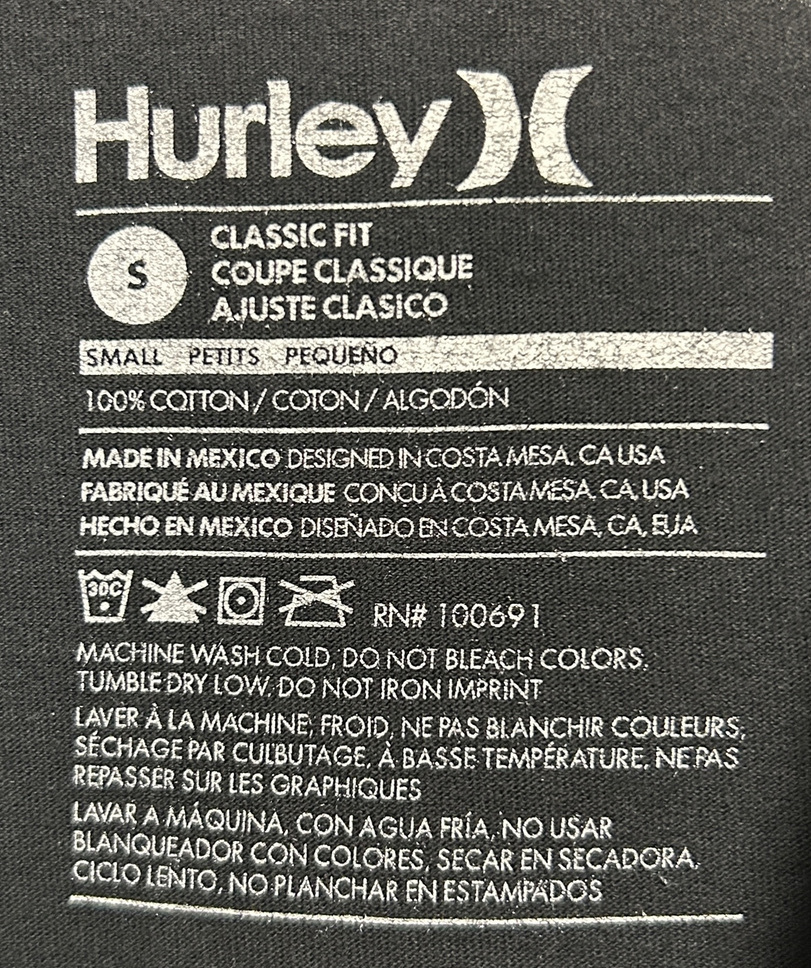 Hurley
S
CLASSIC FIT
COUPE CLASSIQUE
AJUSTE CLASICO
SMALL PETITS PEQUEÑO
100% COTTON / COTON / ALGODÓN
MADE IN MEXICO DESIGNED IN COSTA MESA, CA USA
FABRIQUÉ AU MEXIQUE CONÇU À COSTA MESA, CA, USA
HECHO EN MEXICO DISEÑADO EN COSTA MESA, CA, EUA
30C
RN# 100691
MACHINE WASH COLD, DO NOT BLEACH COLORS,
TUMBLE DRY LOW, DO NOT IRON IMPRINT
LAVER À LA MACHINE, FROID, NE PAS BLANCHIR COULEURS,
SÉCHAGE PAR CULBUTAGE, À BASSE TEMPÉRATURE, NE PAS
REPASSER SUR LES GRAPHIQUES
LAVAR A MÁQUINA, CON AGUA FRÍA, NO USAR
BLANQUEADOR CON COLORES, SECAR EN SECADORA,
CICLO LENTO, NO PLANCHAR EN ESTAMPADOS